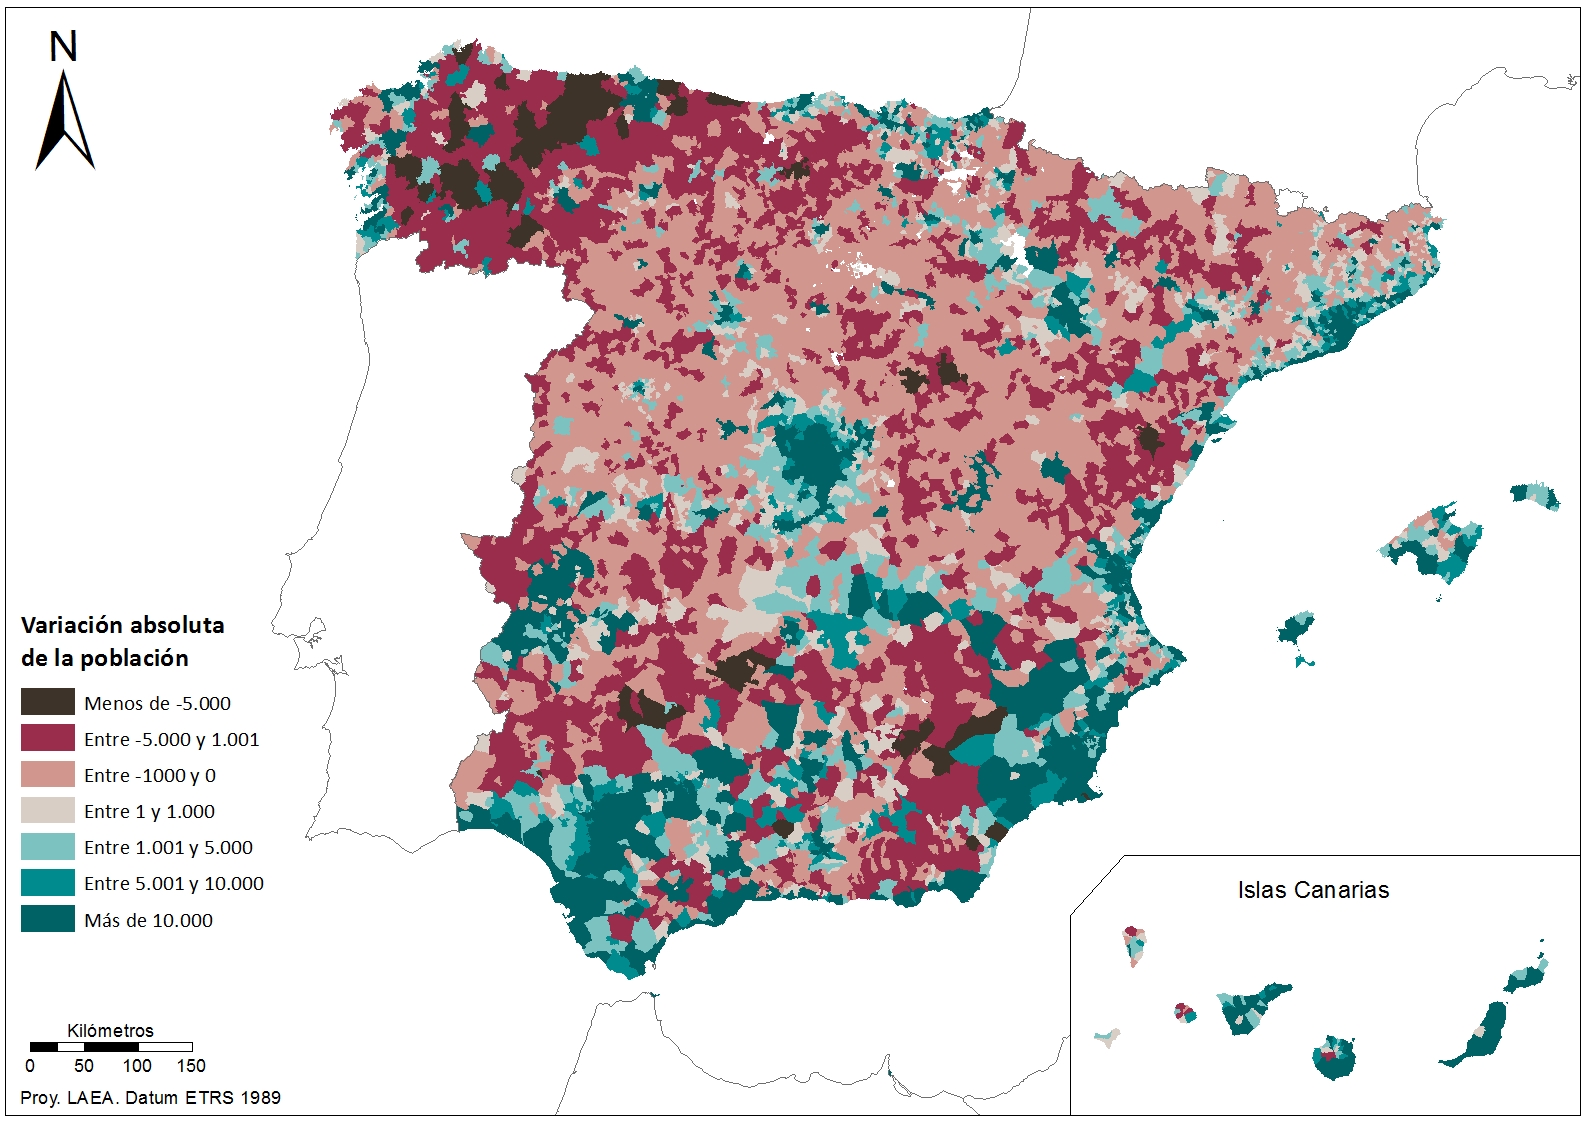 N
Variación absoluta
de la población
Menos de -5.000
Entre -5.000 y 1.001
Entre -1000 y 0
Entre 1 y 1.000
Entre 1.001 y 5.000
Entre 5.001 y 10.000
Más de 10.000
Islas Canarias
Kilómetros
0 50 100 150
Proy. LAEA. Datum ETRS 1989